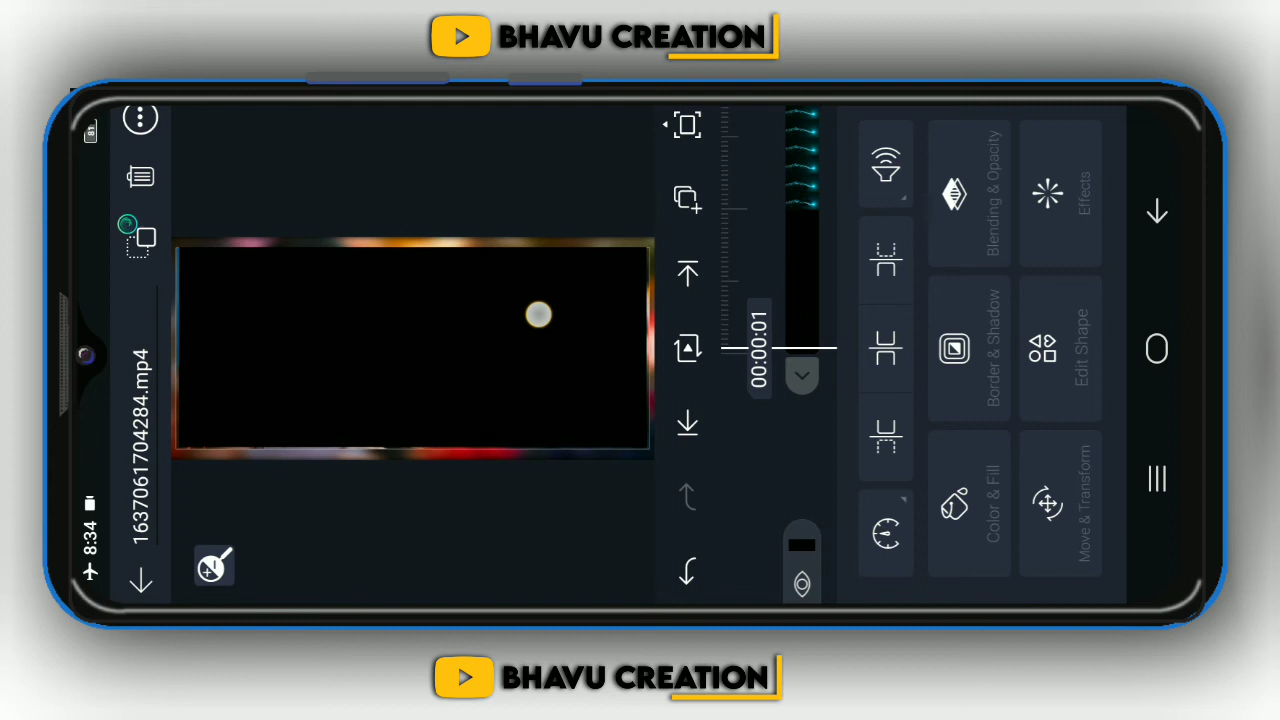 BHAVU CREATION
8:34
1637061704284.mp4
00:00:01
Move & Transform
Edit Shape
Effects
Color & Fill
Border & Shadow
Blending & Opacity
BHAVU CREATION